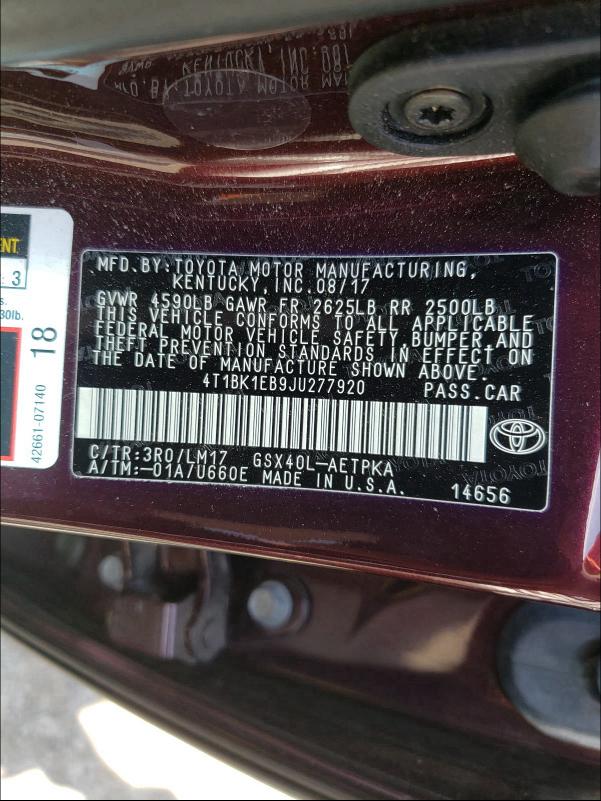 MFD.BY:TOYOTA MOTOR MANUFACTURING,
KENTUCKY,INC.08/17
GVWR 4590LB GAWR FR 2625LB RR 2500LB
THIS VEHICLE CONFORMS TO ALL APPLICABLE
FEDERAL MOTOR VEHICLE SAFETY,BUMPER,AND
THEFT PREVENTION STANDARDS IN EFFECT ON
THE DATE OF MANUFACTURE SHOWN ABOVE.
4T1BK1EB9JU277920 PASS.CAR
C/TR:3R0/LM17 GSX40L-AETPKA
A/TM:-01A/U660E MADE IN U.S.A. 14656
3
30lb.
18
42661-07140